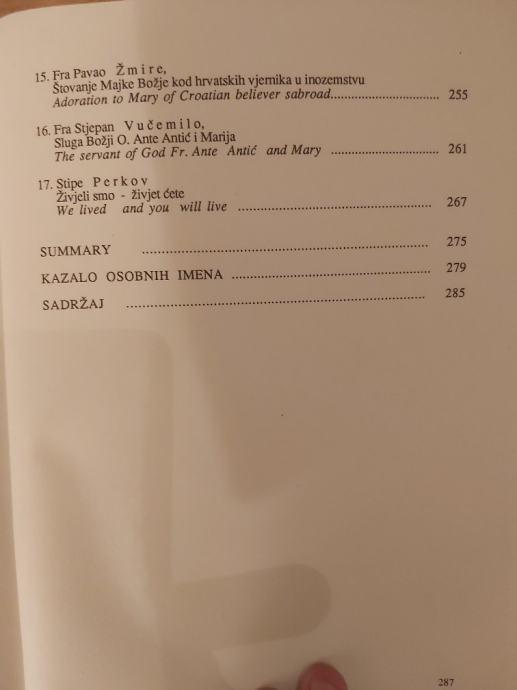 15. Fra Pavao Žmire,
Štovanje Majke Božje kod hrvatskih vjernika u inozemstvu
Adoration to Mary of Croatian believer sabroad.................................. 255
16. Fra Stjepan Vučemilo,
Sluga Božji O. Ante Antić i Marija
The servant of God Fr. Ante Antić and Mary .................................. 261
17. Stipe Perkov
Živjeli smo - živjet ćete
We lived and you will live .................................................. 267
SUMMARY .................................................. 275
KAZALO OSOBNIH IMENA .................................................. 279
SADRŽAJ .................................................. 285
287